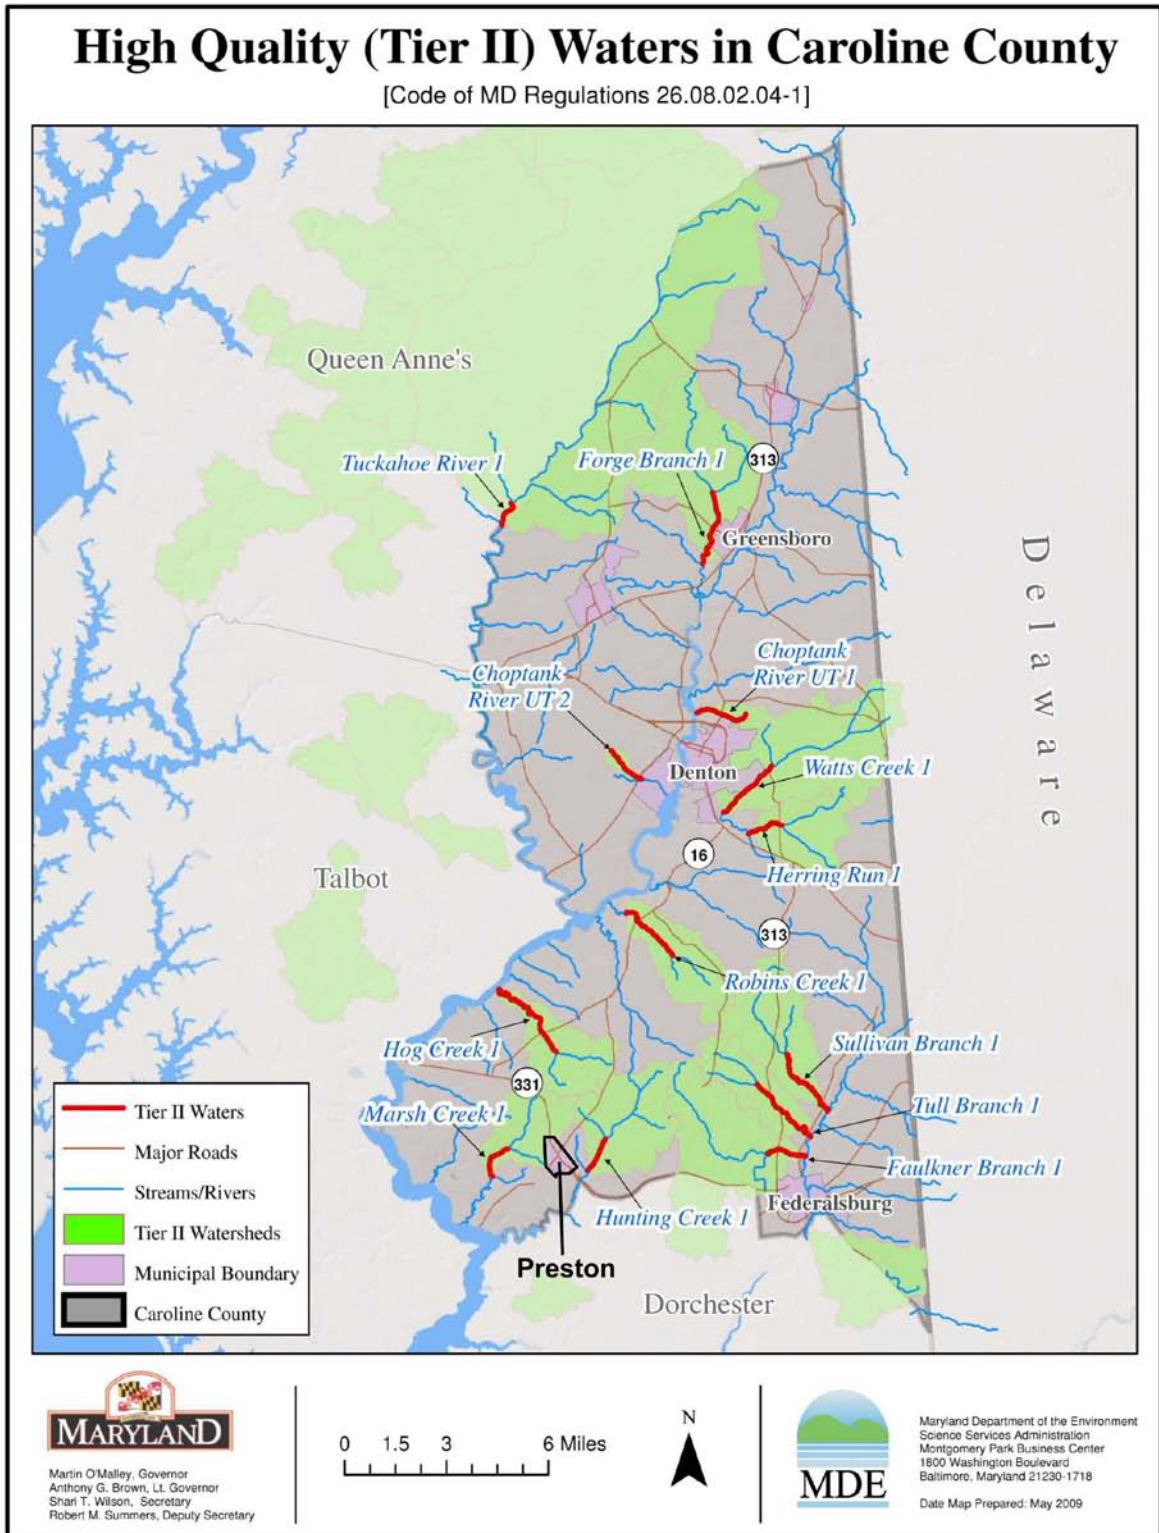 High Quality (Tier II) Waters in Caroline County
[Code of MD Regulations 26.08.02.04-1]
Queen Anne's
Tuckahoe River 1
Forge Branch 1
313
Greensboro
Delaware
Choptank
River UT 1
Choptank
River UT 2
Denton
Watts Creek 1
16
Herring Run 1
Talbot
313
Robins Creek 1
Hog Creek 1
Sullivan Branch 1
331
Marsh Creek 1
Tull Branch 1
Faulkner Branch 1
Federalsburg
Hunting Creek 1
Preston
Dorchester
Tier II Waters
Major Roads
Streams/Rivers
Tier II Watersheds
Municipal Boundary
Caroline County
MARYLAND
Martin O'Malley, Governor
Anthony G. Brown, Lt. Governor
Shari T. Wilson, Secretary
Robert M. Summers, Deputy Secretary
0 1.5 3 6 Miles
N
MDE
Maryland Department of the Environment
Science Services Administration
Montgomery Park Business Center
1800 Washington Boulevard
Baltimore, Maryland 21230-1718
Date Map Prepared: May 2009